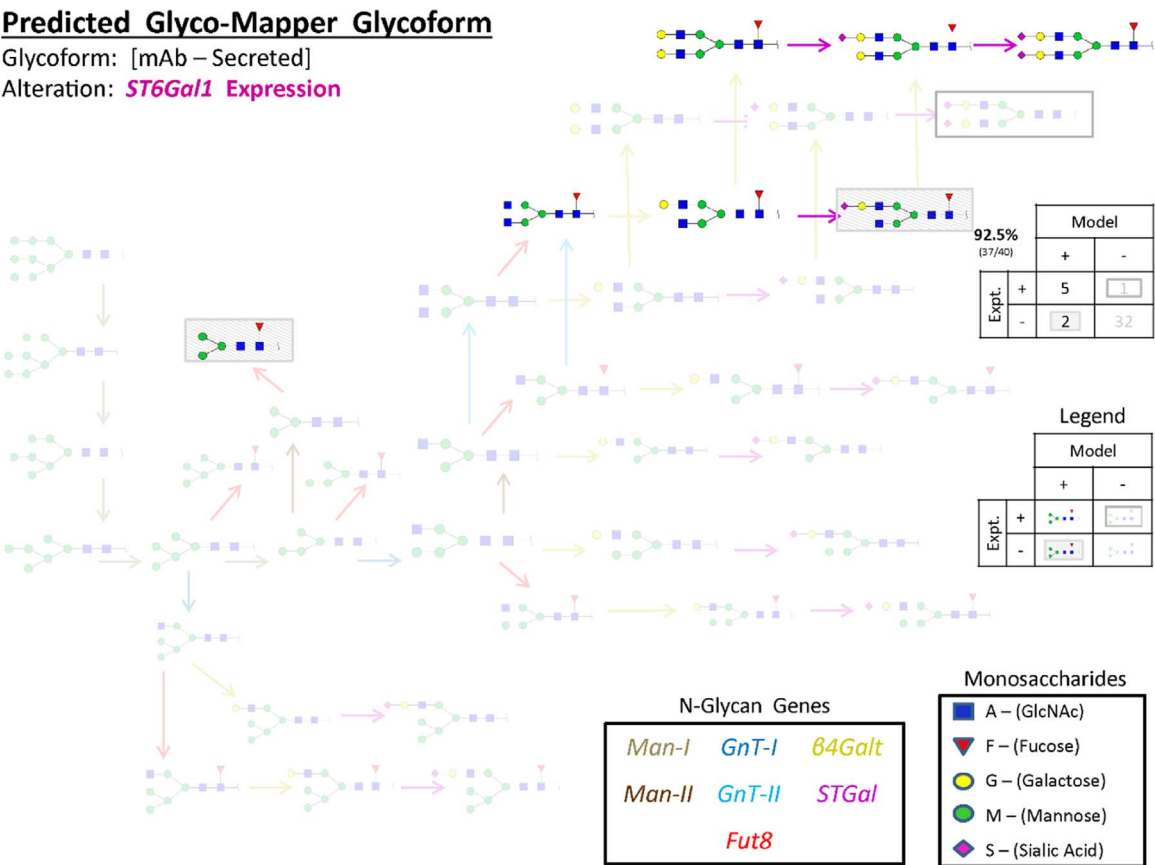 Predicted Glyco-Mapper Glycoform
Glycoform: [mAb – Secreted]
Alteration: ST6Gal1 Expression
92.5%
(37/40)
Model
+ -
Expt.
+ 5 1
- 2 32
Legend
Model
+ -
Expt.
+
-
N-Glycan Genes
Man-I GnT-I β4Galt
Man-II GnT-II STGal
Fut8
Monosaccharides
A – (GlcNAc)
F – (Fucose)
G – (Galactose)
M – (Mannose)
S – (Sialic Acid)